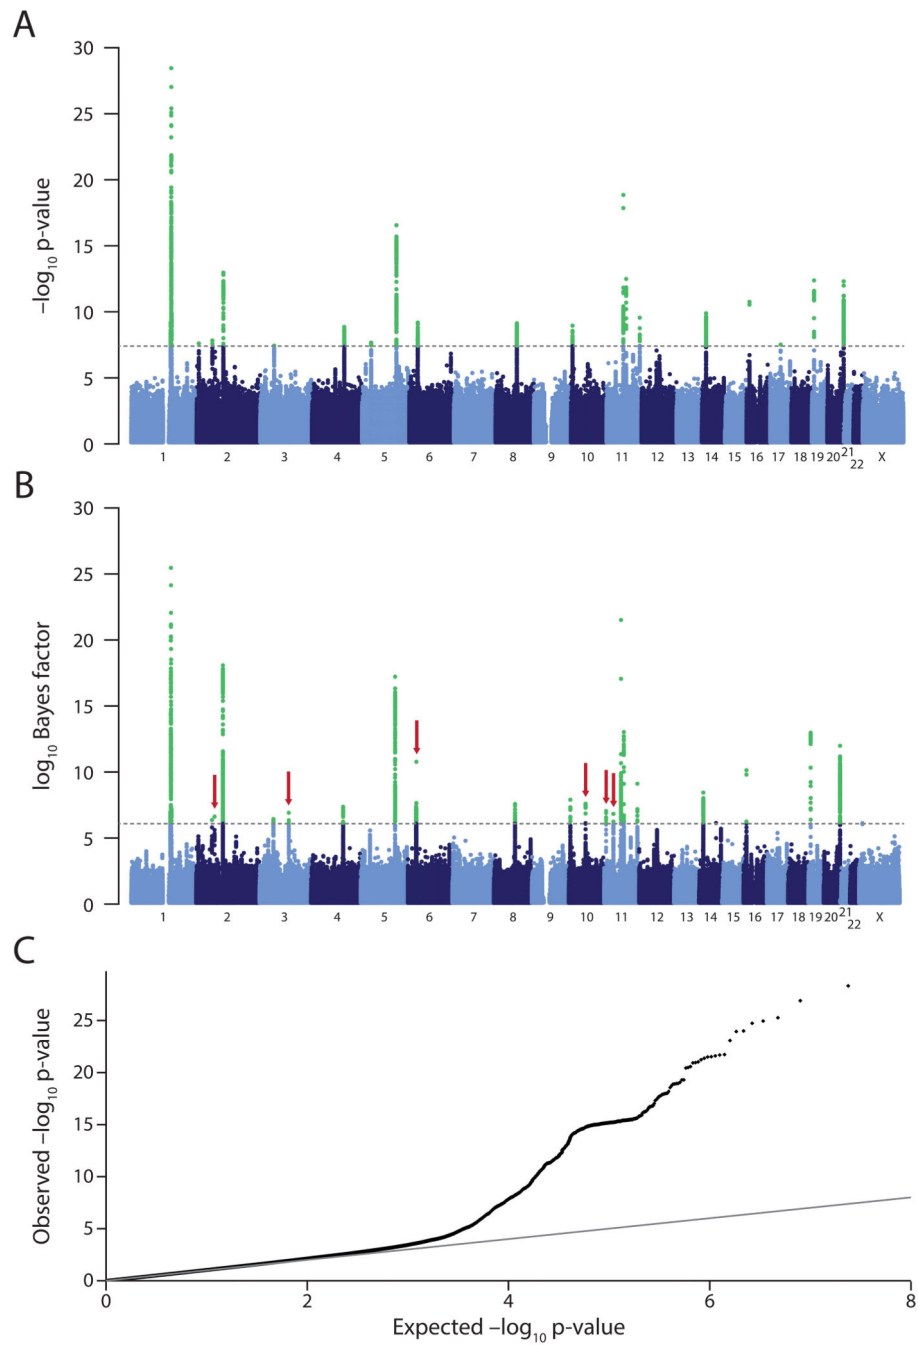 A
30
25
20
15
10
5
0
–log10 p-value
1 2 3 4 5 6 7 8 9 10 11 12 13 14 15 16 17 18 19 20 21 22 X
B
30
25
20
15
10
5
0
log10 Bayes factor
1 2 3 4 5 6 7 8 9 10 11 12 13 14 15 16 17 18 19 20 21 22 X
C
25
20
15
10
5
0
Observed –log10 p-value
0 2 4 6 8
Expected –log10 p-value